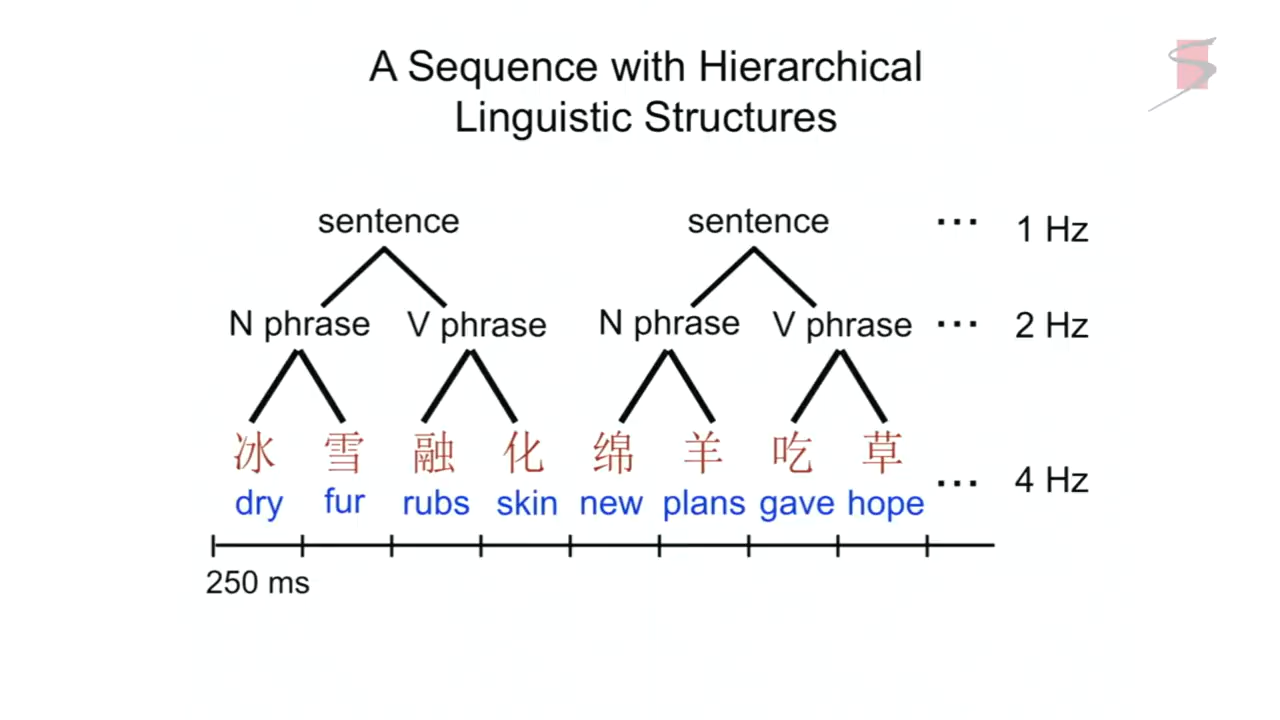 A Sequence with Hierarchical
Linguistic Structures
sentence sentence ... 1 Hz
N phrase V phrase N phrase V phrase ... 2 Hz
冰 雪 融 化 绵 羊 吃 草
dry fur rubs skin new plans gave hope ... 4 Hz
250 ms